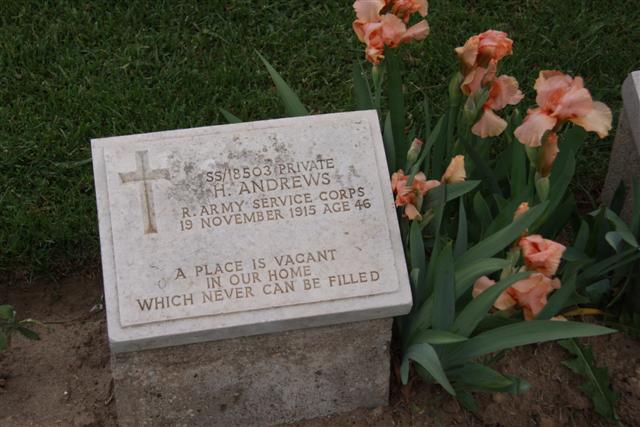 SS/18503 PRIVATE
H. ANDREWS
R. ARMY SERVICE CORPS
19 NOVEMBER 1915 AGE 46
A PLACE IS VACANT
IN OUR HOME
WHICH NEVER CAN BE FILLED